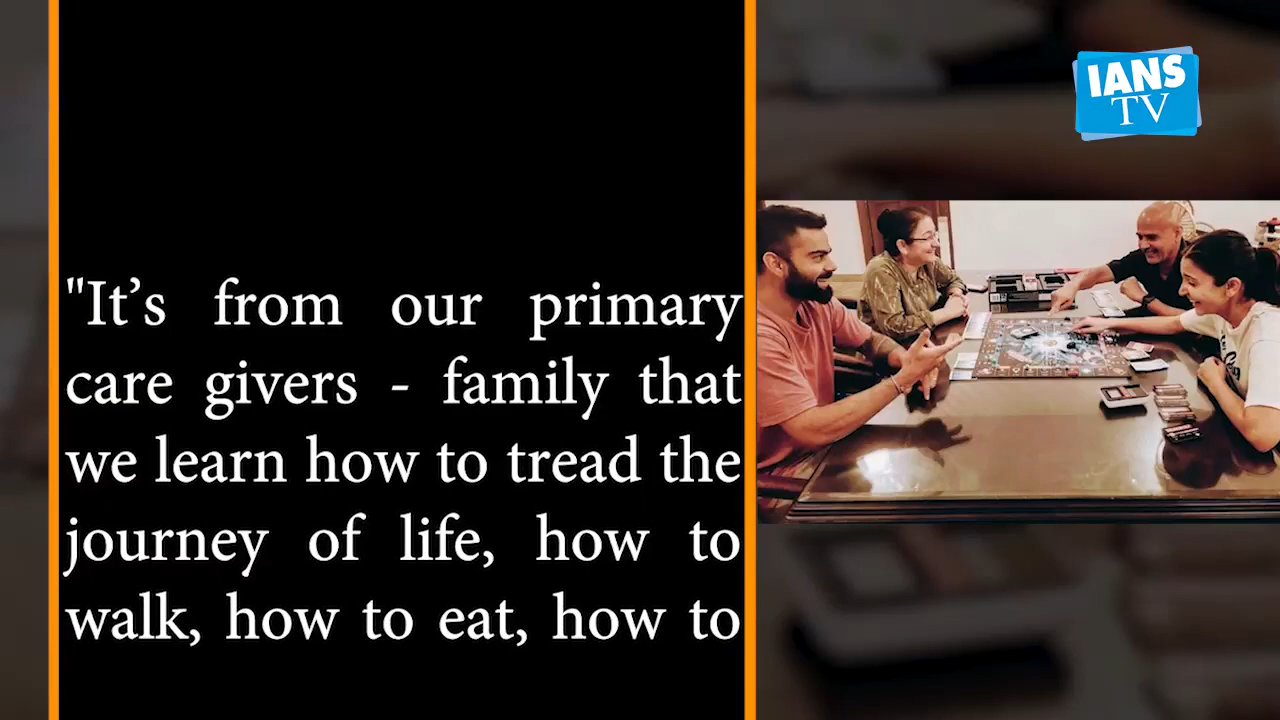 IANS
TV
"It’s from our primary
care givers - family that
we learn how to tread the
journey of life, how to
walk, how to eat, how to